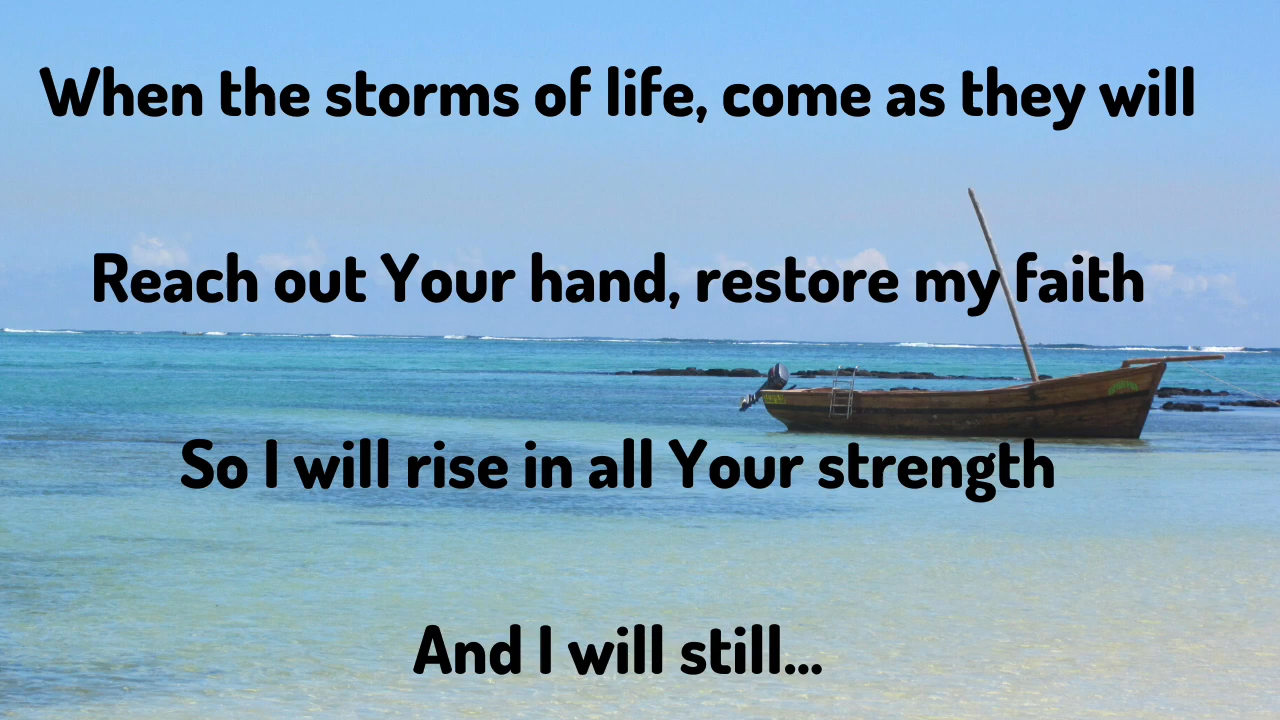 When the storms of life, come as they will
Reach out Your hand, restore my faith
So I will rise in all Your strength
And I will still...